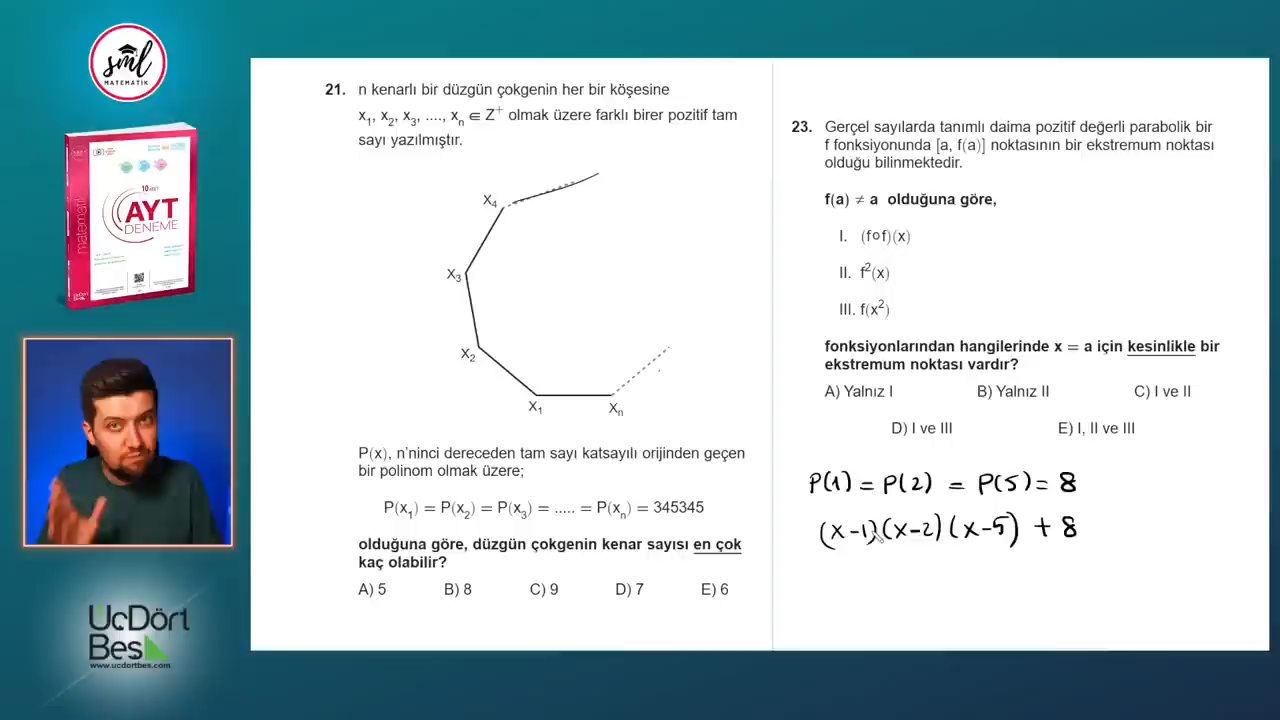 sml
MATEMATİK
10 ADET
AYT
DENEME
matematik
ÜçDört
Beş
www.ucdortbes.com
21. n kenarlı bir düzgün çokgenin her bir köşesine
x1, x2, x3, ...., xn ∈ Z+ olmak üzere farklı birer pozitif tam
sayı yazılmıştır.
X4
X3
X2
X1
Xn
P(x), n'ninci dereceden tam sayı katsayılı orijinden geçen
bir polinom olmak üzere;
P(x1) = P(x2) = P(x3) = ..... = P(xn) = 345345
olduğuna göre, düzgün çokgenin kenar sayısı en çok
kaç olabilir?
A) 5 B) 8 C) 9 D) 7 E) 6
23. Gerçel sayılarda tanımlı daima pozitif değerli parabolik bir
f fonksiyonunda [a, f(a)] noktasının bir ekstremum noktası
olduğu bilinmektedir.
f(a) ≠ a olduğuna göre,
I. (fof)(x)
II. f²(x)
III. f(x²)
fonksiyonlarından hangilerinde x = a için kesinlikle bir
ekstremum noktası vardır?
A) Yalnız I B) Yalnız II C) I ve II
D) I ve III E) I, II ve III
P(1) = P(2) = P(5) = 8
(x-1)(x-2)(x-5) + 8